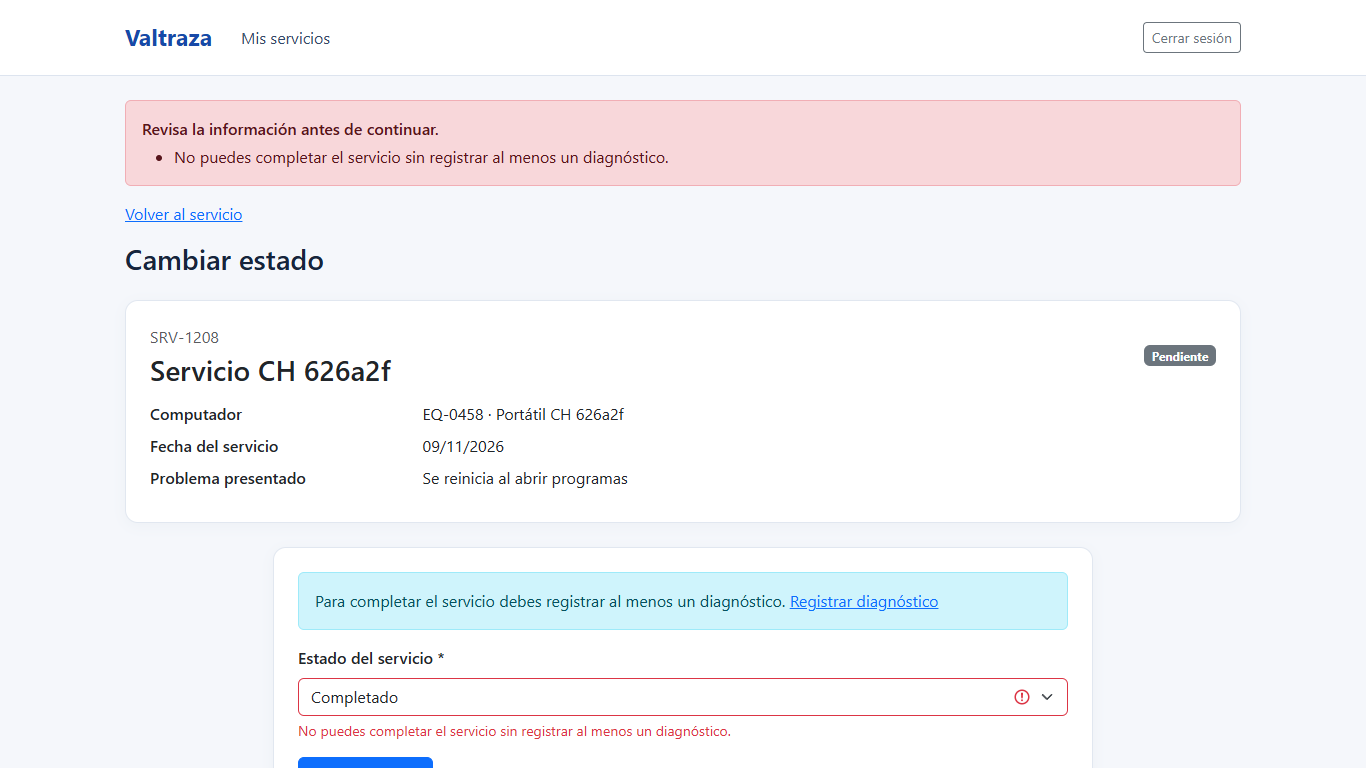 Valtraza
Mis servicios
Cerrar sesión
Revisa la información antes de continuar.
No puedes completar el servicio sin registrar al menos un diagnóstico.
Volver al servicio
Cambiar estado
SRV-1208
Servicio CH 626a2f
Pendiente
Computador EQ-0458 · Portátil CH 626a2f
Fecha del servicio 09/11/2026
Problema presentado Se reinicia al abrir programas
Para completar el servicio debes registrar al menos un diagnóstico. Registrar diagnóstico
Estado del servicio *
Completado
No puedes completar el servicio sin registrar al menos un diagnóstico.